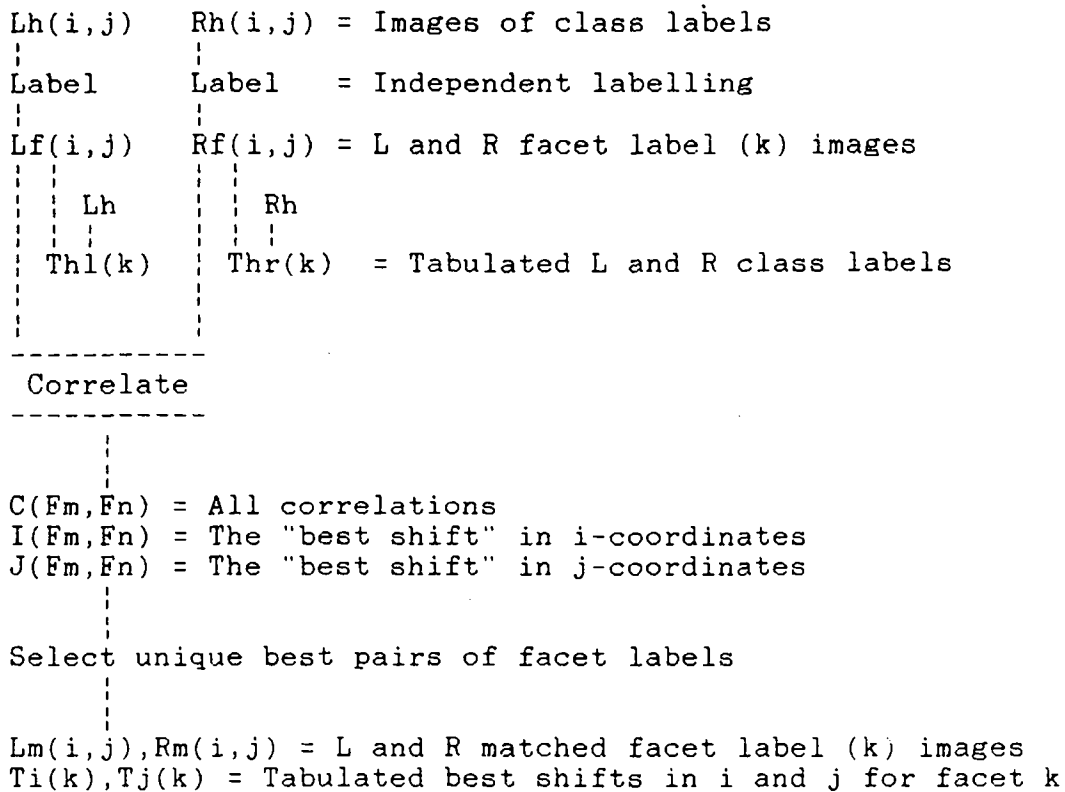 Lh(i,j) Rh(i,j) = Images of class labels
Label Label = Independent labelling
Lf(i,j) Rf(i,j) = L and R facet label (k) images
Lh Rh
Thl(k) Thr(k) = Tabulated L and R class labels
Correlate
C(Fm,Fn) = All correlations
I(Fm,Fn) = The "best shift" in i-coordinates
J(Fm,Fn) = The "best shift" in j-coordinates
Select unique best pairs of facet labels
Lm(i,j),Rm(i,j) = L and R matched facet label (k) images
Ti(k),Tj(k) = Tabulated best shifts in i and j for facet k